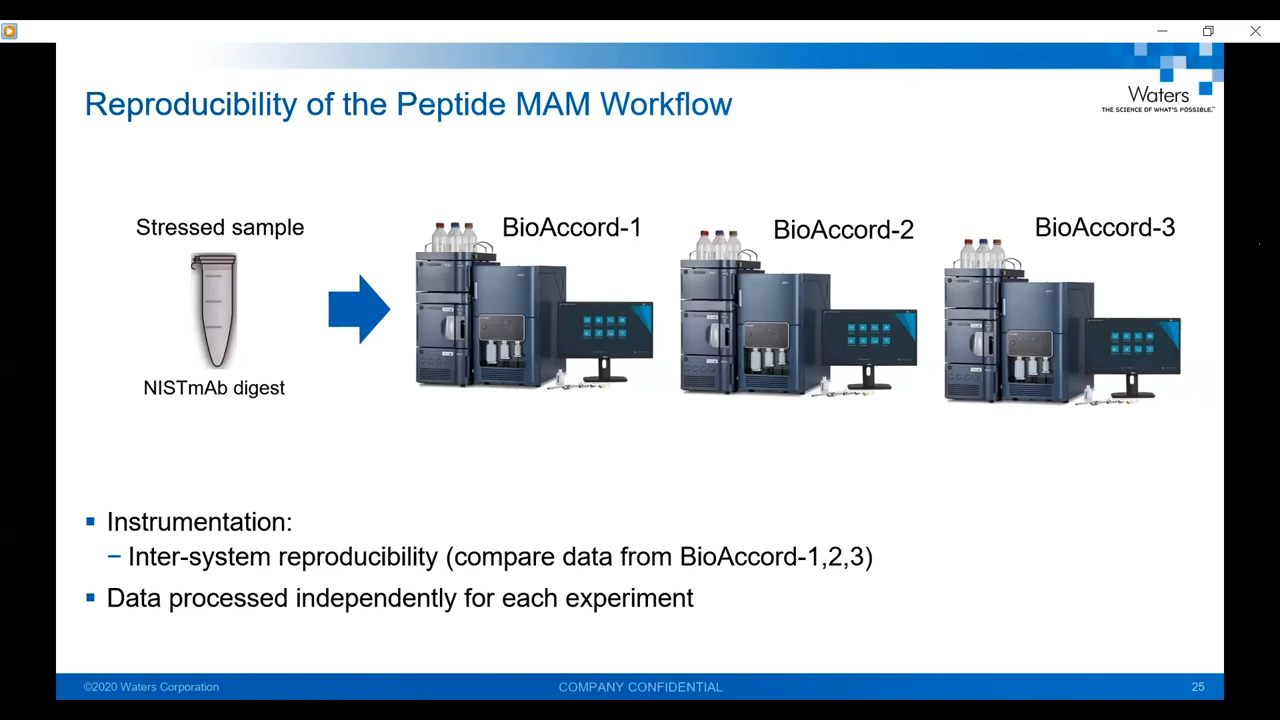 Reproducibility of the Peptide MAM Workflow
Waters
THE SCIENCE OF WHAT'S POSSIBLE.™
Stressed sample
BioAccord-1
BioAccord-2
BioAccord-3
NISTmAb digest
▪ Instrumentation:
– Inter-system reproducibility (compare data from BioAccord-1,2,3)
▪ Data processed independently for each experiment
©2020 Waters Corporation
COMPANY CONFIDENTIAL
25